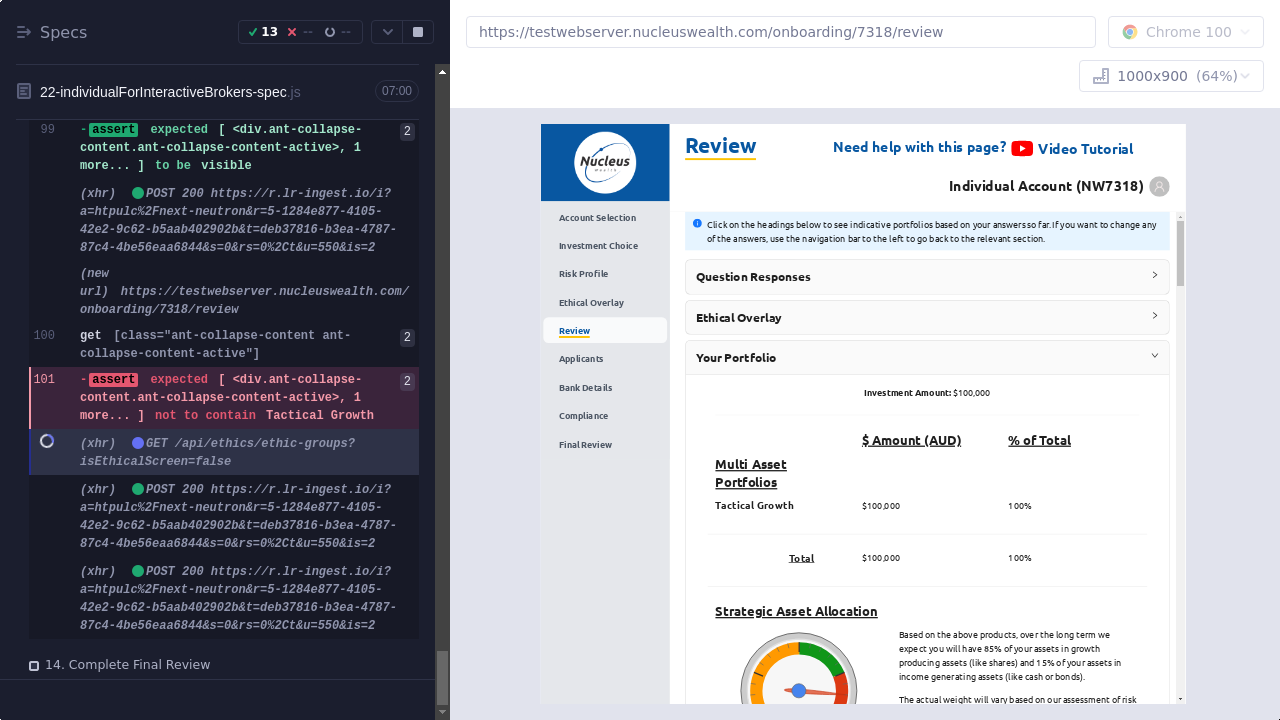 Specs
13
--
--
https://testwebserver.nucleuswealth.com/onboarding/7318/review
Chrome 100
1000x900 (64%)
22-individualForInteractiveBrokers-spec.js
07:00
99 -assert expected [ <div.ant-collapse-
content.ant-collapse-content-active>, 1
more... ] to be visible
2
(xhr) POST 200 https://r.lr-ingest.io/i?
a=htpulc%2Fnext-neutron&r=5-1284e877-4105-
42e2-9c62-b5aab402902b&t=deb37816-b3ea-4787-
87c4-4be56eaa6844&s=0&rs=0%2Ct&u=550&is=2
(new
url) https://testwebserver.nucleuswealth.com/
onboarding/7318/review
100 get [class="ant-collapse-content ant-
collapse-content-active"]
2
101 -assert expected [ <div.ant-collapse-
content.ant-collapse-content-active>, 1
more... ] not to contain Tactical Growth
2
(xhr) GET /api/ethics/ethic-groups?
isEthicalScreen=false
(xhr) POST 200 https://r.lr-ingest.io/i?
a=htpulc%2Fnext-neutron&r=5-1284e877-4105-
42e2-9c62-b5aab402902b&t=deb37816-b3ea-4787-
87c4-4be56eaa6844&s=0&rs=0%2Ct&u=550&is=2
(xhr) POST 200 https://r.lr-ingest.io/i?
a=htpulc%2Fnext-neutron&r=5-1284e877-4105-
42e2-9c62-b5aab402902b&t=deb37816-b3ea-4787-
87c4-4be56eaa6844&s=0&rs=0%2Ct&u=550&is=2
14. Complete Final Review
Nucleus
Wealth
Account Selection
Investment Choice
Risk Profile
Ethical Overlay
Review
Applicants
Bank Details
Compliance
Final Review
Review
Need help with this page? Video Tutorial
Individual Account (NW7318)
Click on the headings below to see indicative portfolios based on your answers so far. If you want to change any
of the answers, use the navigation bar to the left to go back to the relevant section.
Question Responses
Ethical Overlay
Your Portfolio
Investment Amount: $100,000
$ Amount (AUD) % of Total
Multi Asset
Portfolios
Tactical Growth $100,000 100%
Total $100,000 100%
Strategic Asset Allocation
Based on the above products, over the long term we
expect you will have 85% of your assets in growth
producing assets (like shares) and 15% of your assets in
income generating assets (like cash or bonds).
The actual weight will vary based on our assessment of risk